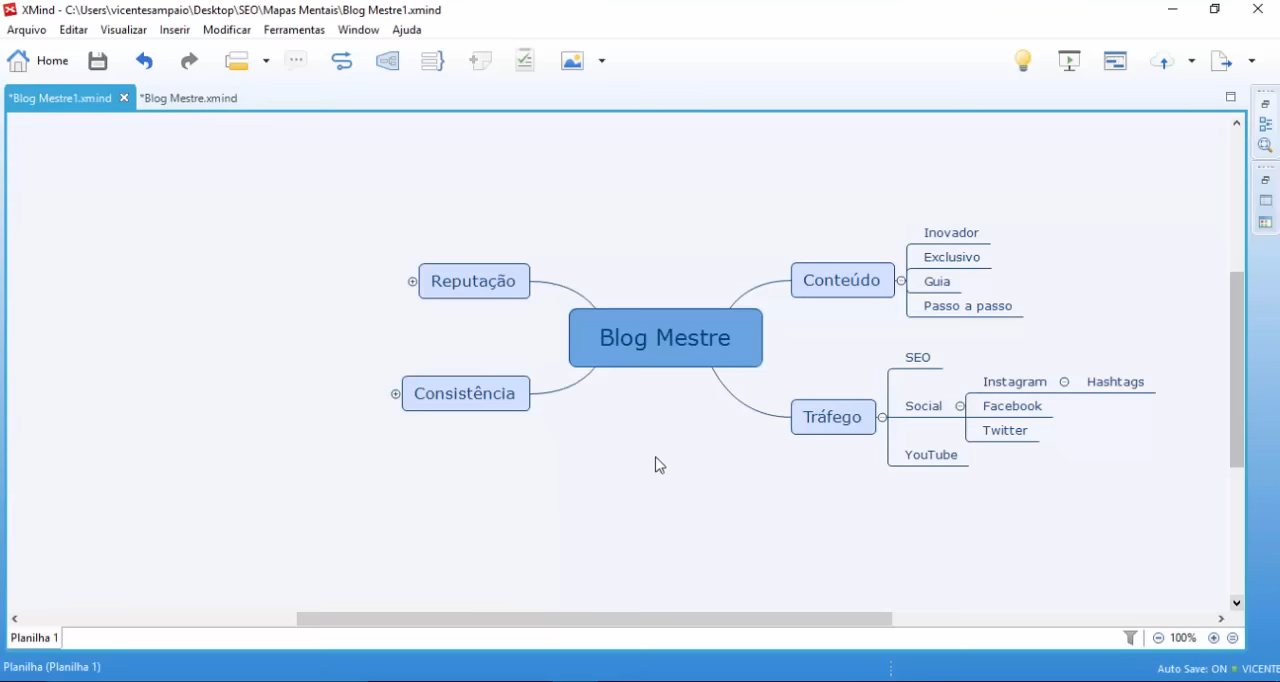 XMind - C:\Users\vicentesampaio\Desktop\SEO\Mapas Mentais\Blog Mestre1.xmind
Arquivo Editar Visualizar Inserir Modificar Ferramentas Window Ajuda
Home
*Blog Mestre1.xmind *Blog Mestre.xmind
Reputação
Consistência
Blog Mestre
Conteúdo
Inovador
Exclusivo
Guia
Passo a passo
Tráfego
SEO
Social
Instagram
Hashtags
Facebook
Twitter
YouTube
Planilha 1
100%
Planilha (Planilha 1)
Auto Save: ON VICENTE